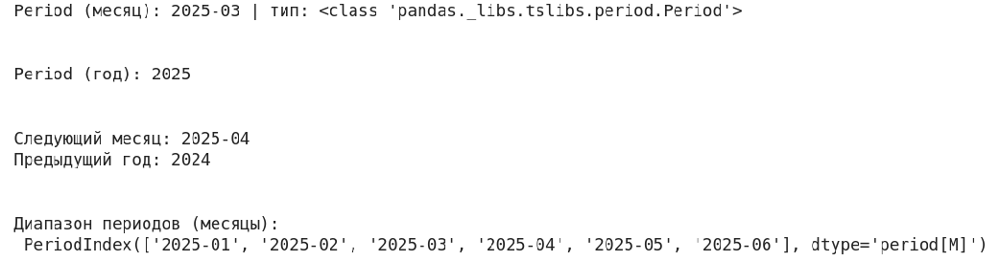 Period (месяц): 2025-03 | тип: <class 'pandas._libs.tslibs.period.Period'>
Period (год): 2025
Следующий месяц: 2025-04
Предыдущий год: 2024
Диапазон периодов (месяцы):
PeriodIndex(['2025-01', '2025-02', '2025-03', '2025-04', '2025-05', '2025-06'], dtype='period[M]')